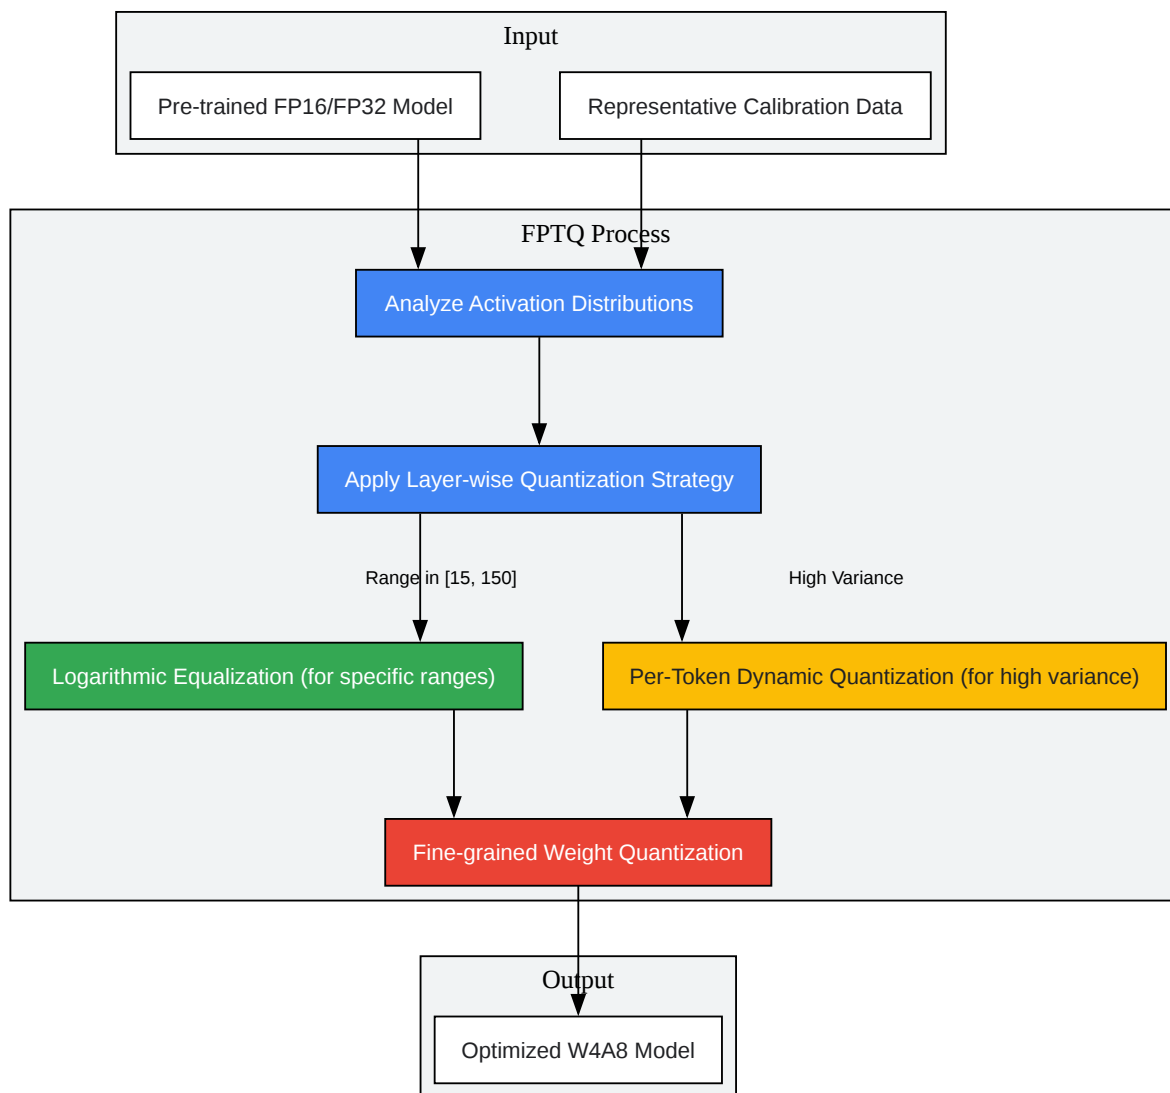 Input
Pre-trained FP16/FP32 Model
Representative Calibration Data
FPTQ Process
Analyze Activation Distributions
Apply Layer-wise Quantization Strategy
Range in [15, 150]
High Variance
Logarithmic Equalization (for specific ranges)
Per-Token Dynamic Quantization (for high variance)
Fine-grained Weight Quantization
Output
Optimized W4A8 Model